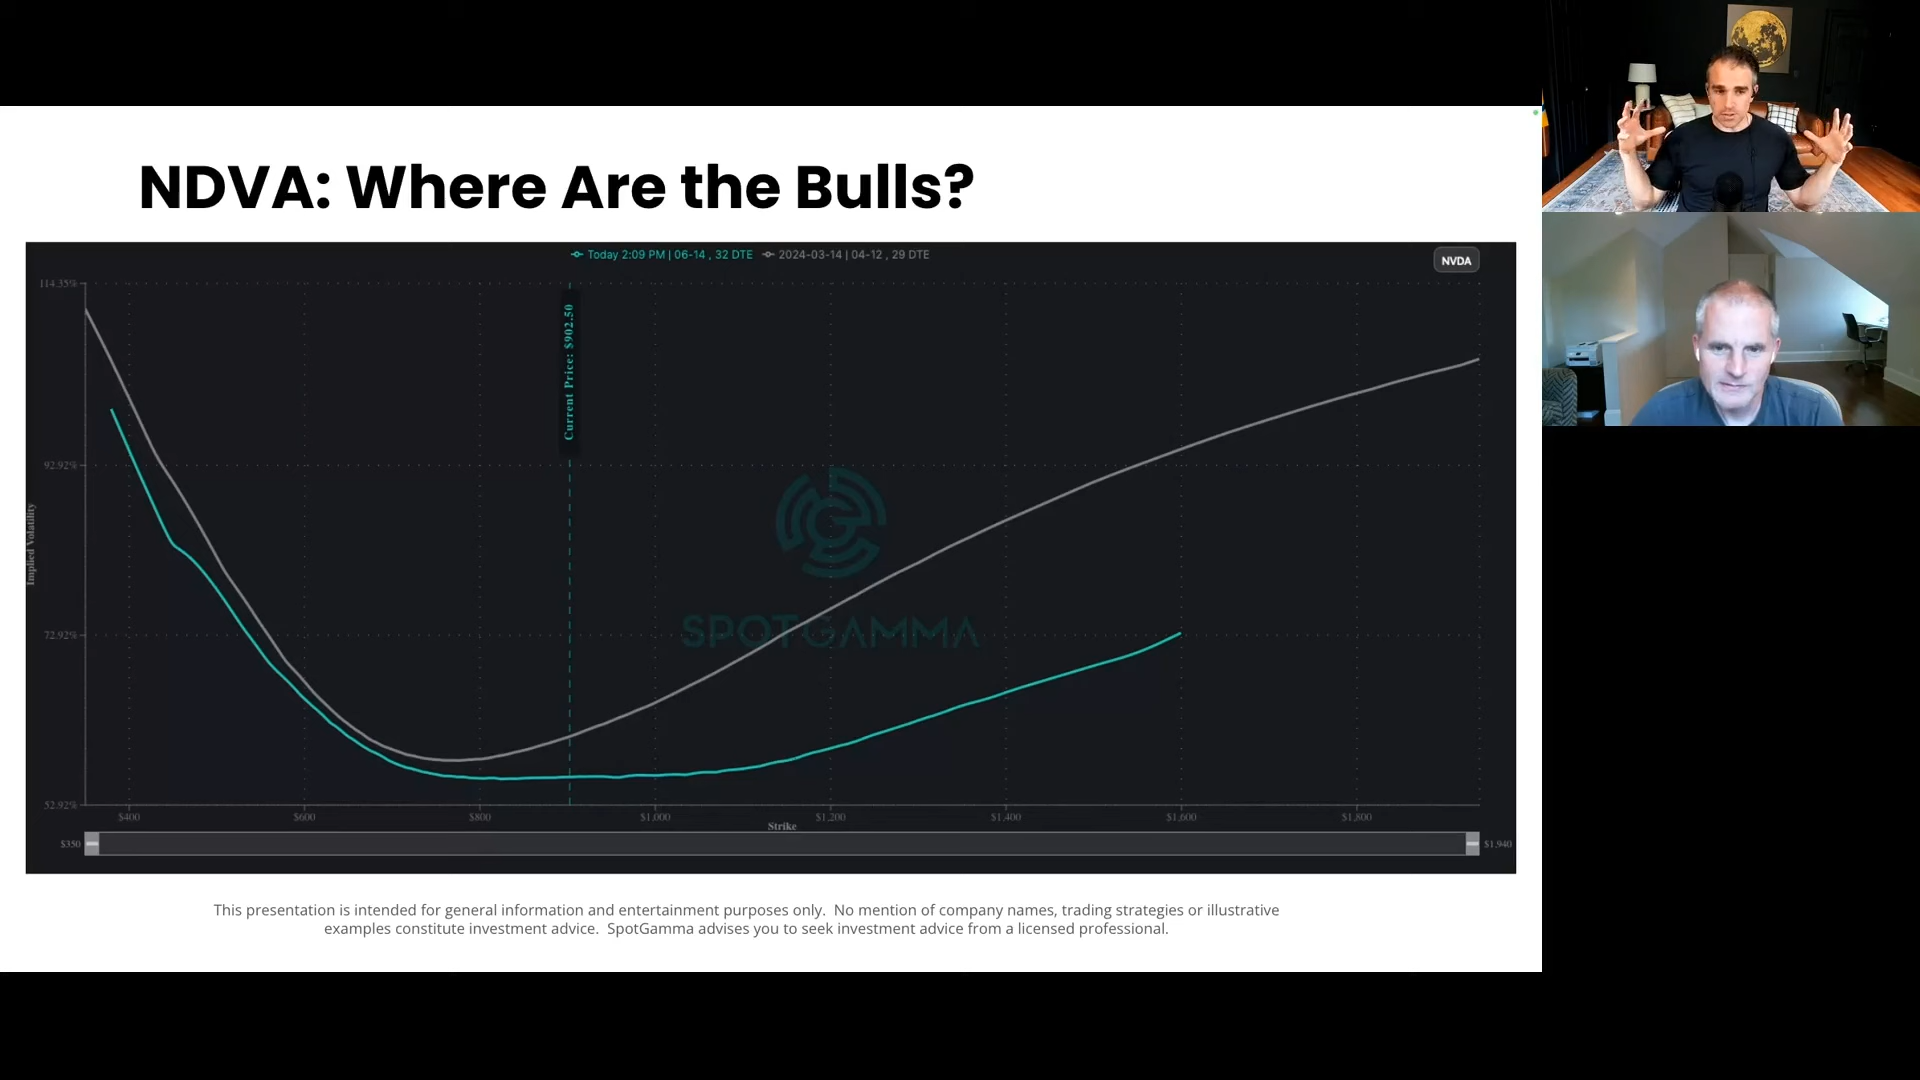 NDVA: Where Are the Bulls?
Today 2:09 PM | 06-14 , 32 DTE 2024-03-14 | 04-12 , 29 DTE
NVDA
114.35%
92.92%
72.92%
52.92%
Implied Volatility
Current Price: $902.50
SPOTGAMMA
$400 $600 $800 $1,000 $1,200 $1,400 $1,600 $1,800
Strike
$350 $1,940
This presentation is intended for general information and entertainment purposes only. No mention of company names, trading strategies or illustrative
examples constitute investment advice. SpotGamma advises you to seek investment advice from a licensed professional.